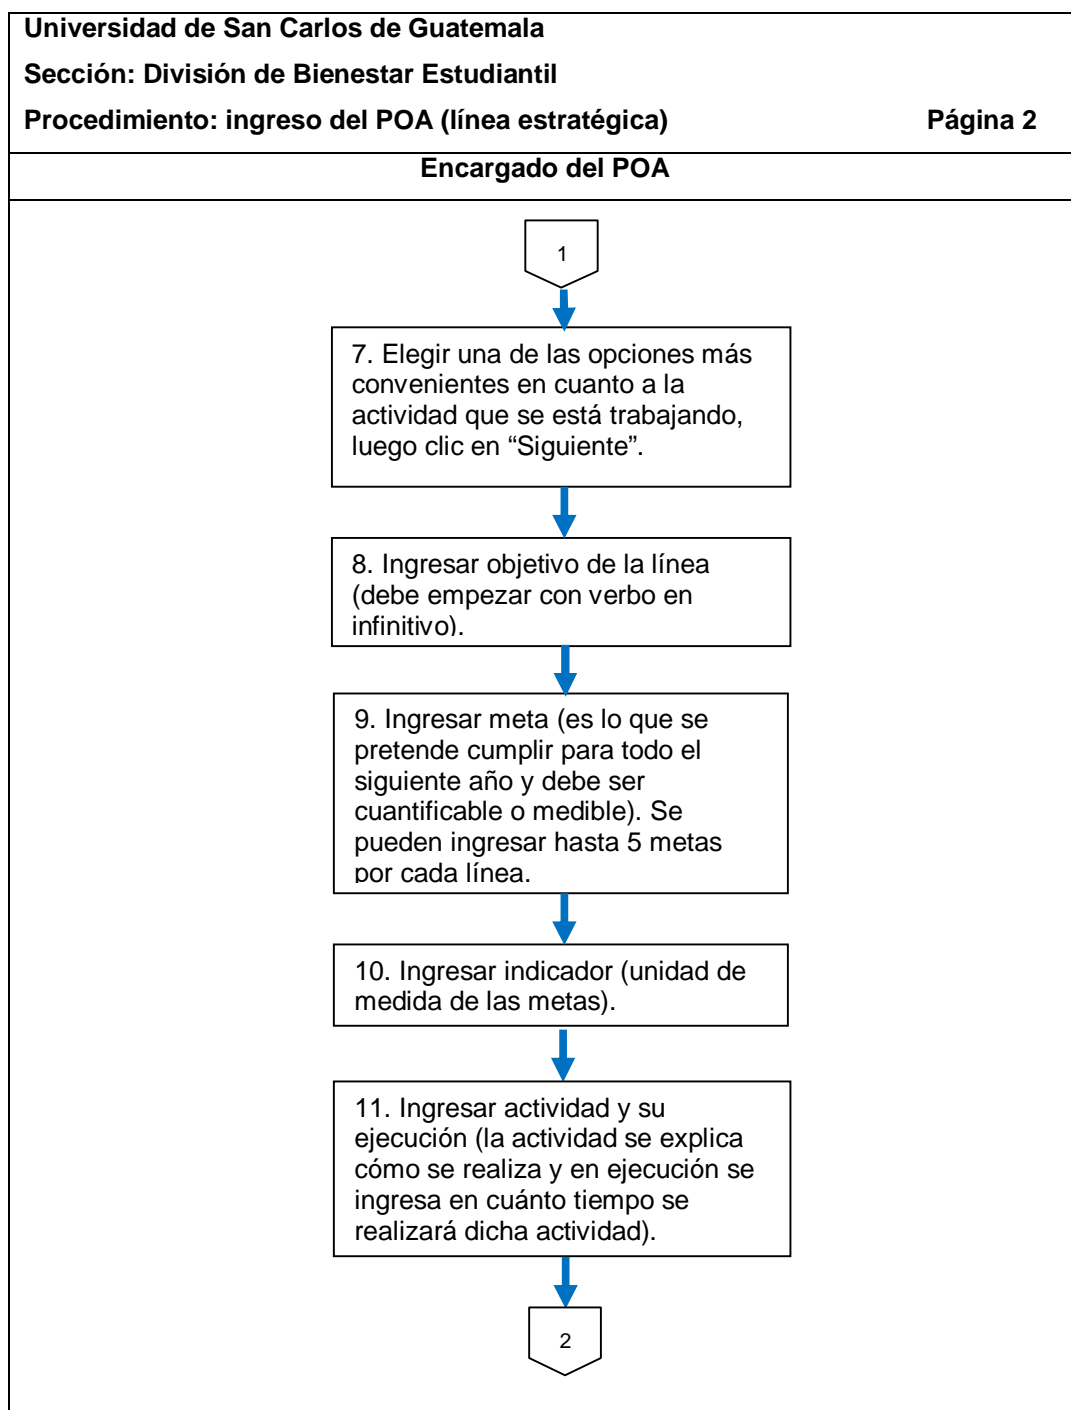 Universidad de San Carlos de Guatemala
Sección: División de Bienestar Estudiantil
Procedimiento: ingreso del POA (línea estratégica) Página 2
Encargado del POA
1
7. Elegir una de las opciones más
convenientes en cuanto a la
actividad que se está trabajando,
luego clic en “Siguiente”.
8. Ingresar objetivo de la línea
(debe empezar con verbo en
infinitivo).
9. Ingresar meta (es lo que se
pretende cumplir para todo el
siguiente año y debe ser
cuantificable o medible). Se
pueden ingresar hasta 5 metas
por cada línea.
10. Ingresar indicador (unidad de
medida de las metas).
11. Ingresar actividad y su
ejecución (la actividad se explica
cómo se realiza y en ejecución se
ingresa en cuánto tiempo se
realizará dicha actividad).
2